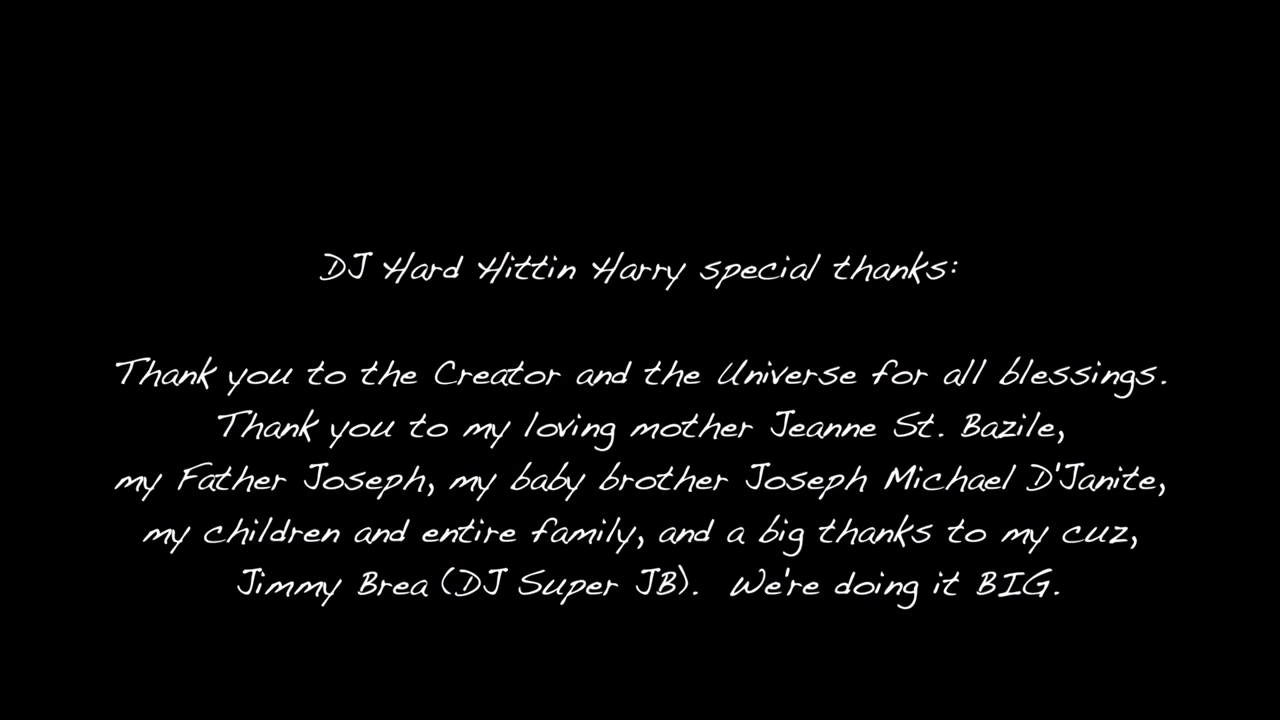 DJ Hard Hittin Harry special thanks:
Thank you to the Creator and the Universe for all blessings.
Thank you to my loving mother Jeanne St. Bazile,
my Father Joseph, my baby brother Joseph Michael D'Janite,
my children and entire family, and a big thanks to my cuz,
Jimmy Brea (DJ Super JB). We're doing it BIG.